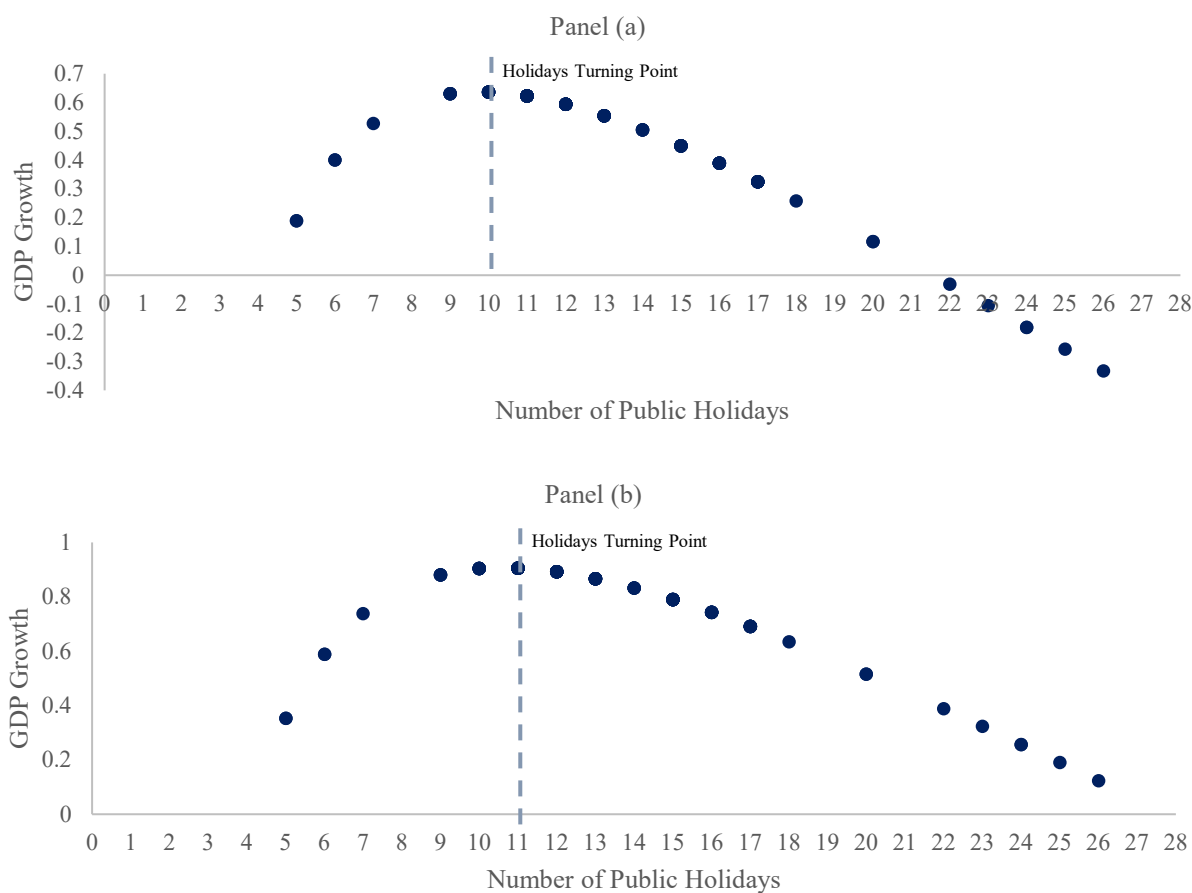 Panel (a)
Holidays Turning Point
0.7
0.6
0.5
0.4
0.3
0.2
0.1
0
-0.1
-0.2
-0.3
-0.4
GDP Growth
0 1 2 3 4 5 6 7 8 9 10 11 12 13 14 15 16 17 18 19 20 21 22 23 24 25 26 27 28
Number of Public Holidays
Panel (b)
Holidays Turning Point
1
0.8
0.6
0.4
0.2
0
GDP Growth
0 1 2 3 4 5 6 7 8 9 10 11 12 13 14 15 16 17 18 19 20 21 22 23 24 25 26 27 28
Number of Public Holidays